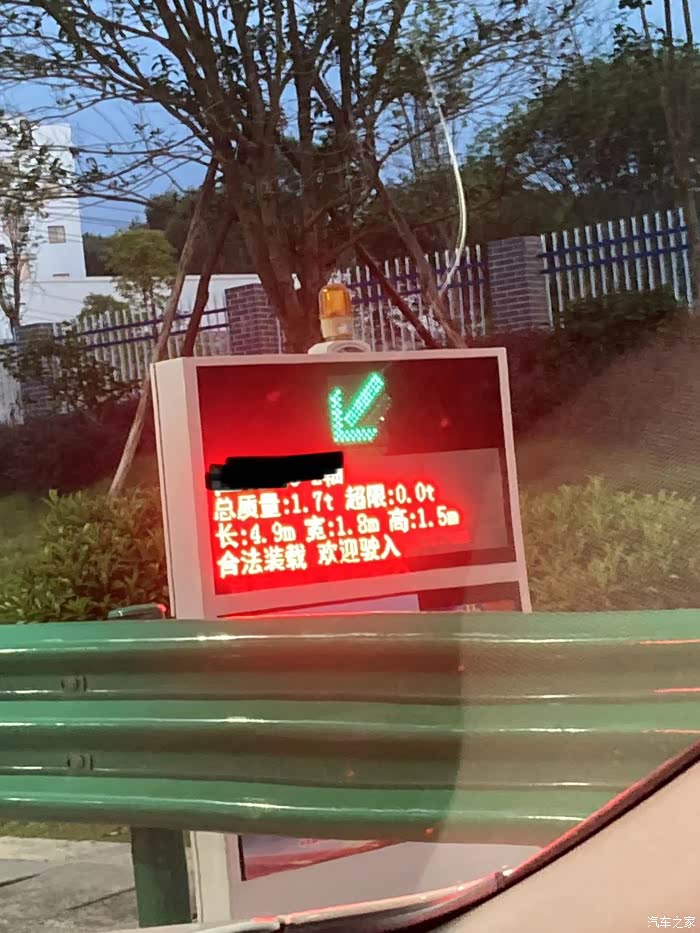 总质量:1.7t 超限:0.0t
长:4.9m 宽:1.8m 高:1.5m
合法装载 欢迎驶入
汽车之家